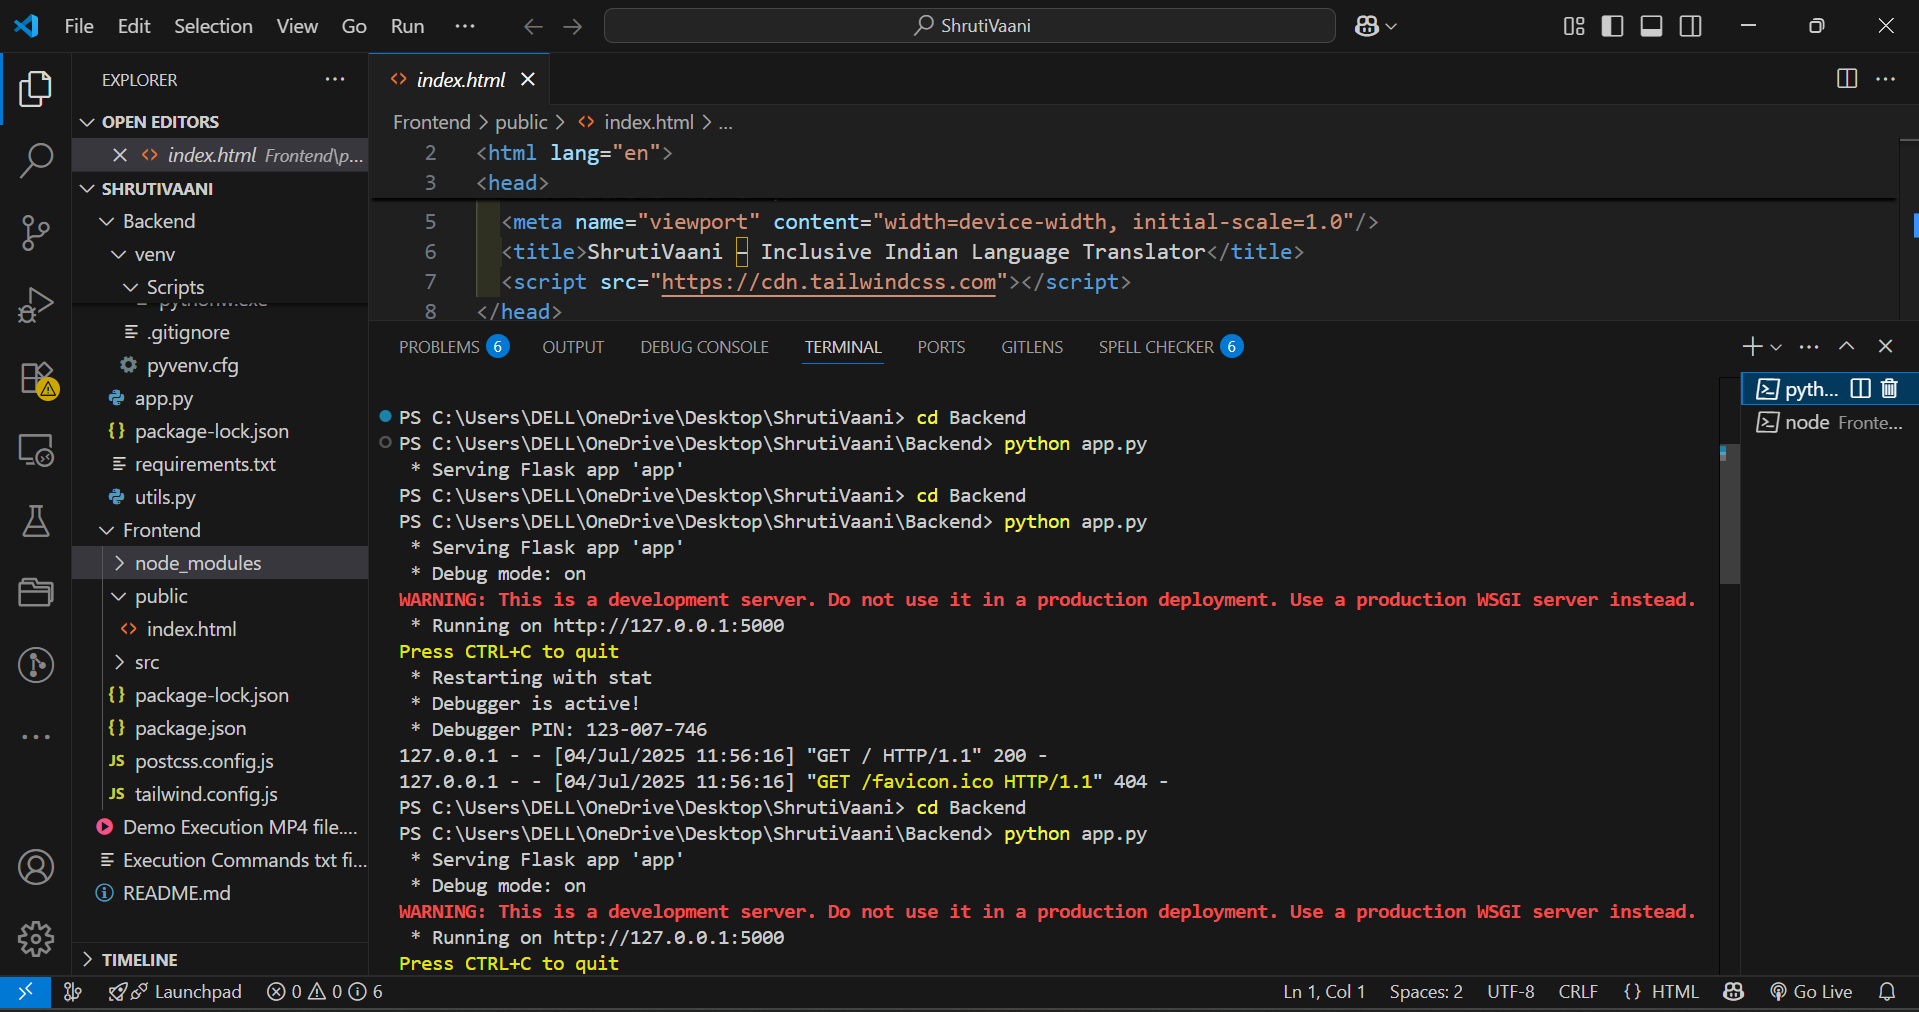 File Edit Selection View Go Run ··· ShrutiVaani
EXPLORER
OPEN EDITORS
index.html Frontend\p...
SHRUTIVAANI
Backend
venv
Scripts
.gitignore
pyvenv.cfg
app.py
package-lock.json
requirements.txt
utils.py
Frontend
node_modules
public
index.html
src
package-lock.json
package.json
postcss.config.js
tailwind.config.js
Demo Execution MP4 file....
Execution Commands txt fi...
README.md
TIMELINE
index.html
Frontend > public > index.html > ...
2 <html lang="en">
3 <head>
5 <meta name="viewport" content="width=device-width, initial-scale=1.0"/>
6 <title>ShrutiVaani – Inclusive Indian Language Translator</title>
7 <script src="https://cdn.tailwindcss.com"></script>
8 </head>
PROBLEMS 6 OUTPUT DEBUG CONSOLE TERMINAL PORTS GITLENS SPELL CHECKER 6
PS C:\Users\DELL\OneDrive\Desktop\ShrutiVaani> cd Backend
PS C:\Users\DELL\OneDrive\Desktop\ShrutiVaani\Backend> python app.py
* Serving Flask app 'app'
PS C:\Users\DELL\OneDrive\Desktop\ShrutiVaani> cd Backend
PS C:\Users\DELL\OneDrive\Desktop\ShrutiVaani\Backend> python app.py
* Serving Flask app 'app'
* Debug mode: on
WARNING: This is a development server. Do not use it in a production deployment. Use a production WSGI server instead.
* Running on http://127.0.0.1:5000
Press CTRL+C to quit
* Restarting with stat
* Debugger is active!
* Debugger PIN: 123-007-746
127.0.0.1 - - [04/Jul/2025 11:56:16] "GET / HTTP/1.1" 200 -
127.0.0.1 - - [04/Jul/2025 11:56:16] "GET /favicon.ico HTTP/1.1" 404 -
PS C:\Users\DELL\OneDrive\Desktop\ShrutiVaani> cd Backend
PS C:\Users\DELL\OneDrive\Desktop\ShrutiVaani\Backend> python app.py
* Serving Flask app 'app'
* Debug mode: on
WARNING: This is a development server. Do not use it in a production deployment. Use a production WSGI server instead.
* Running on http://127.0.0.1:5000
Press CTRL+C to quit
pyth...
node Fronte...
Launchpad 0 0 6 Ln 1, Col 1 Spaces: 2 UTF-8 CRLF {} HTML Go Live